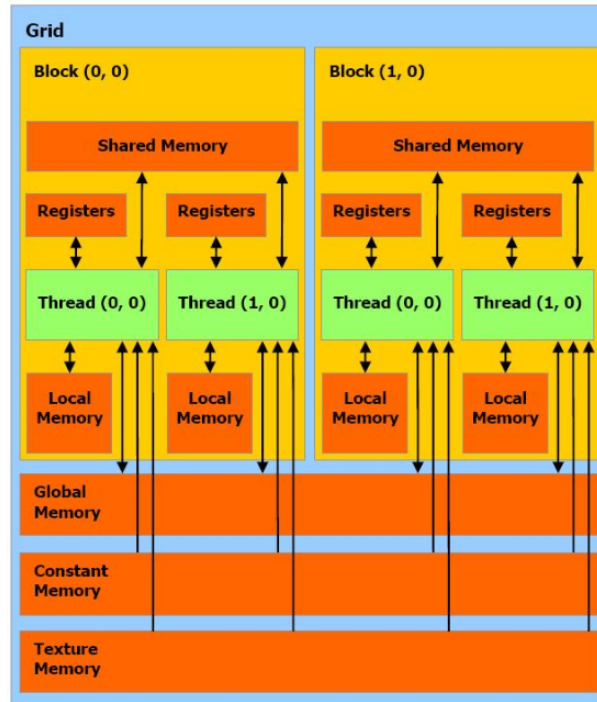 Grid
Block (0, 0)
Block (1, 0)
Shared Memory
Shared Memory
Registers
Registers
Registers
Registers
Thread (0, 0)
Thread (1, 0)
Thread (0, 0)
Thread (1, 0)
Local
Memory
Local
Memory
Local
Memory
Local
Memory
Global
Memory
Constant
Memory
Texture
Memory